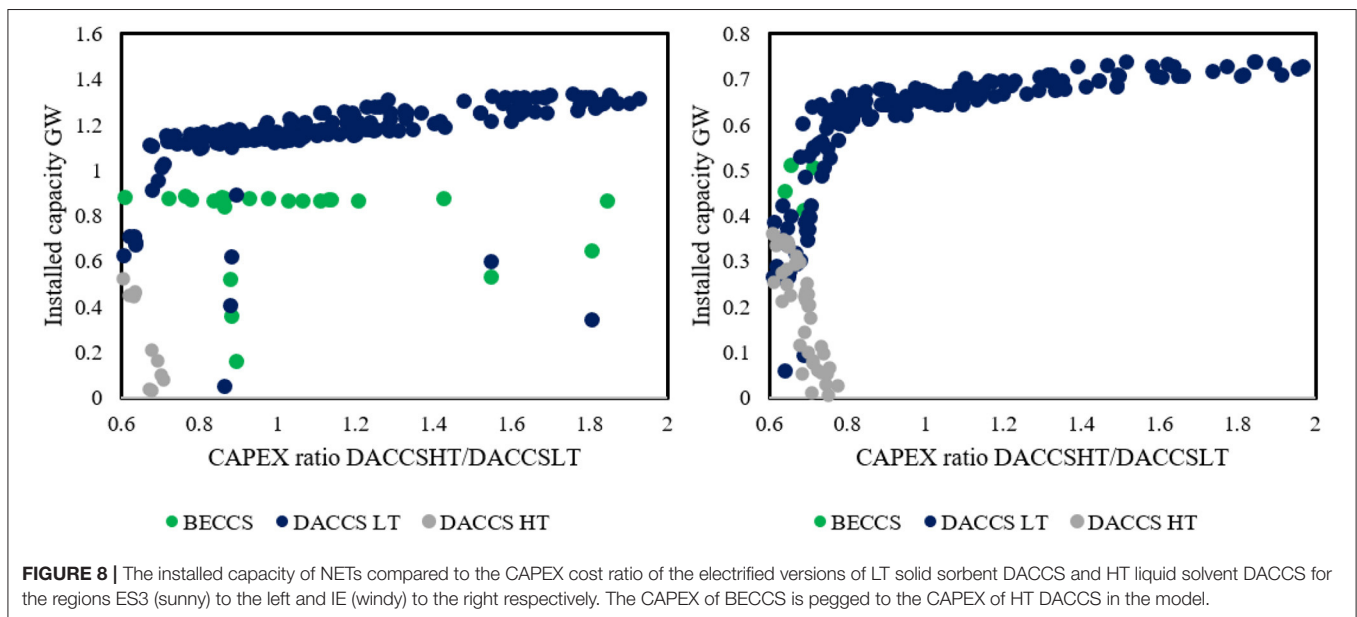 1.6
1.4
1.2
1
0.8
0.6
0.4
0.2
0
Installed capacity GW
0.6 0.8 1 1.2 1.4 1.6 1.8 2
CAPEX ratio DACCSHT/DACCSLT
BECCS DACCS LT DACCS HT
0.8
0.7
0.6
0.5
0.4
0.3
0.2
0.1
0
Installed capacity GW
0.6 0.8 1 1.2 1.4 1.6 1.8 2
CAPEX ratio DACCSHT/DACCSLT
BECCS DACCS LT DACCS HT
FIGURE 8 | The installed capacity of NETs compared to the CAPEX cost ratio of the electrified versions of LT solid sorbent DACCS and HT liquid solvent DACCS for
the regions ES3 (sunny) to the left and IE (windy) to the right respectively. The CAPEX of BECCS is pegged to the CAPEX of HT DACCS in the model.